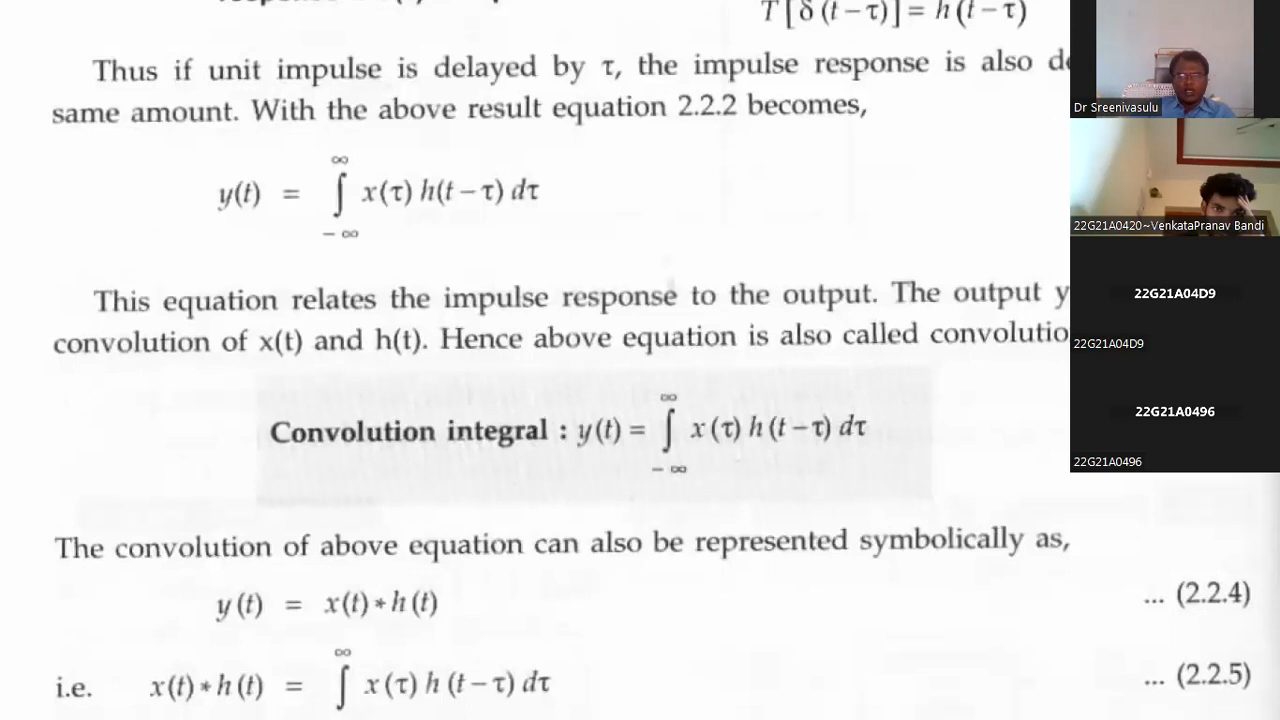 T[δ(t−τ)] = h(t−τ)
Thus if unit impulse is delayed by τ, the impulse response is also
same amount. With the above result equation 2.2.2 becomes,
∞
y(t) = ∫ x(τ) h(t−τ) dτ
− ∞
This equation relates the impulse response to the output. The output y
convolution of x(t) and h(t). Hence above equation is also called convolutio
∞
Convolution integral : y(t) = ∫ x(τ) h(t−τ) dτ
− ∞
The convolution of above equation can also be represented symbolically as,
y(t) = x(t) * h(t) ... (2.2.4)
∞
i.e. x(t) * h(t) = ∫ x(τ) h(t−τ) dτ ... (2.2.5)
Dr Sreenivasulu
22G21A0420~VenkataPranav Bandi
22G21A04D9
22G21A04D9
22G21A0496
22G21A0496